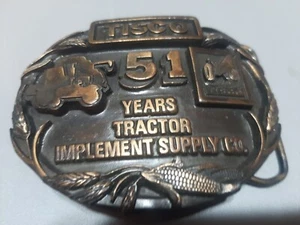 TISCO
51
YEARS
TRACTOR
IMPLEMENT SUPPLY CO.